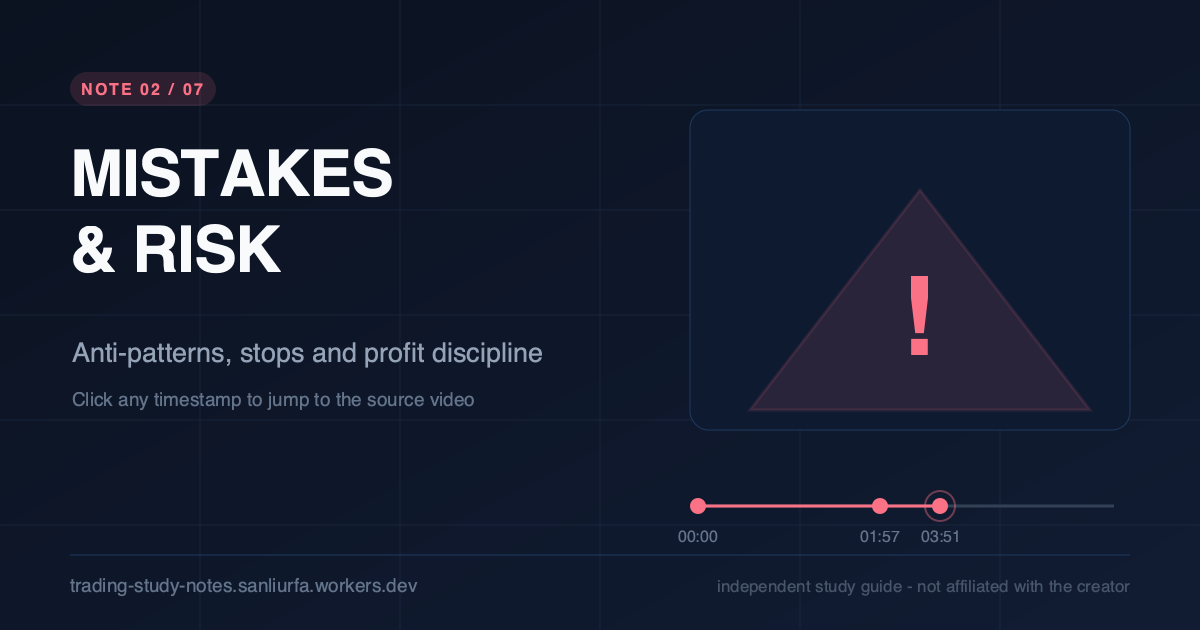 NOTE 02 / 07
MISTAKES
& RISK
Anti-patterns, stops and profit discipline
Click any timestamp to jump to the source video
!
00:00
01:57
03:51
trading-study-notes.sanliurfa.workers.dev
independent study guide - not affiliated with the creator